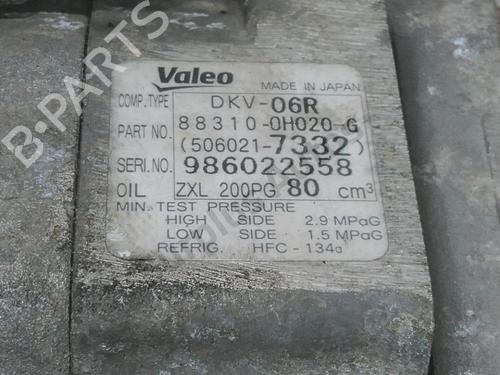 B-PARTS
Valeo MADE IN JAPAN
COMP. TYPE DKV-06R
PART NO. 88310-0H020-G
(506021-7332)
SERI.NO. 986022558
OIL ZXL 200PG 80 cm³
MIN. TEST PRESSURE
HIGH SIDE 2.9 MPaG
LOW SIDE 1.5 MPaG
REFRIG. HFC - 134a